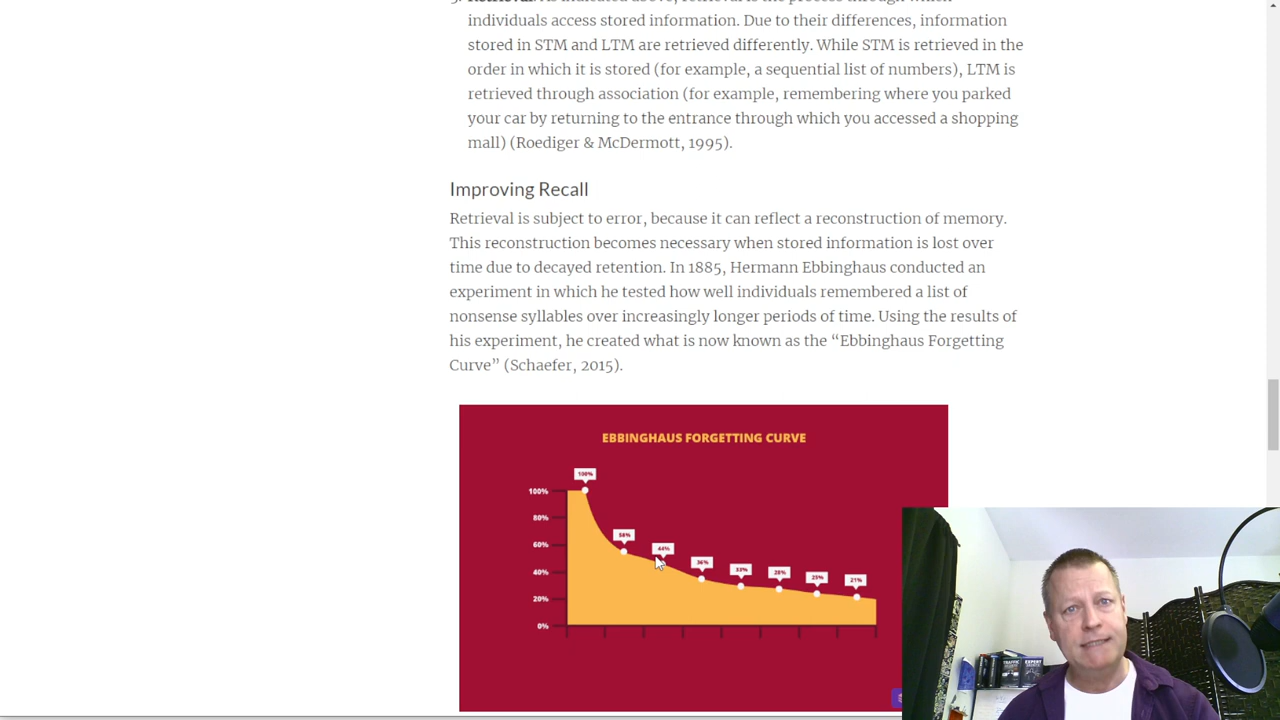 individuals access stored information. Due to their differences, information
stored in STM and LTM are retrieved differently. While STM is retrieved in the
order in which it is stored (for example, a sequential list of numbers), LTM is
retrieved through association (for example, remembering where you parked
your car by returning to the entrance through which you accessed a shopping
mall) (Roediger & McDermott, 1995).
Improving Recall
Retrieval is subject to error, because it can reflect a reconstruction of memory.
This reconstruction becomes necessary when stored information is lost over
time due to decayed retention. In 1885, Hermann Ebbinghaus conducted an
experiment in which he tested how well individuals remembered a list of
nonsense syllables over increasingly longer periods of time. Using the results of
his experiment, he created what is now known as the “Ebbinghaus Forgetting
Curve” (Schaefer, 2015).
EBBINGHAUS FORGETTING CURVE
100%
100%
80%
58%
60%
44%
40%
36%
33%
28%
25%
21%
20%
0%
TRAFFIC
EXPERT